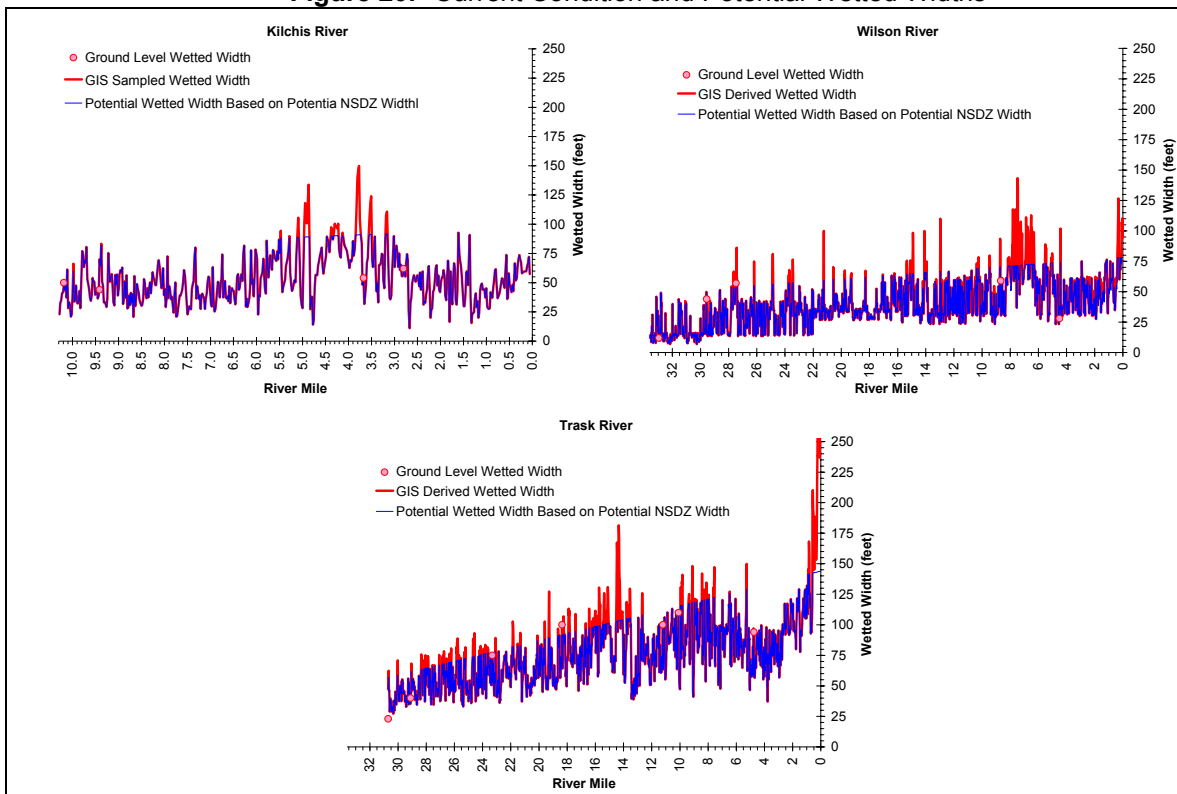 Figure 20. Current Condition and Potential Wetted Widths
Kilchis River
Ground Level Wetted Width
GIS Sampled Wetted Width
Potential Wetted Width Based on Potentia NSDZ Widthl
250
225
200
175
150
125
100
75
50
25
0
Wetted Width (feet)
10.0 9.5 9.0 8.5 8.0 7.5 7.0 6.5 6.0 5.5 5.0 4.5 4.0 3.5 3.0 2.5 2.0 1.5 1.0 0.5 0.0
River Mile
Wilson River
Ground Level Wetted Width
GIS Derived Wetted Width
Potential Wetted Width Based on Potential NSDZ Width
250
225
200
175
150
125
100
75
50
25
0
Wetted Width (feet)
32 30 28 26 24 22 20 18 16 14 12 10 8 6 4 2 0
River Mile
Trask River
Ground Level Wetted Width
GIS Derived Wetted Width
Potential Wetted Width Based on Potential NSDZ Width
250
225
200
175
150
125
100
75
50
25
0
Wetted Width (feet)
32 30 28 26 24 22 20 18 16 14 12 10 8 6 4 2 0
River Mile